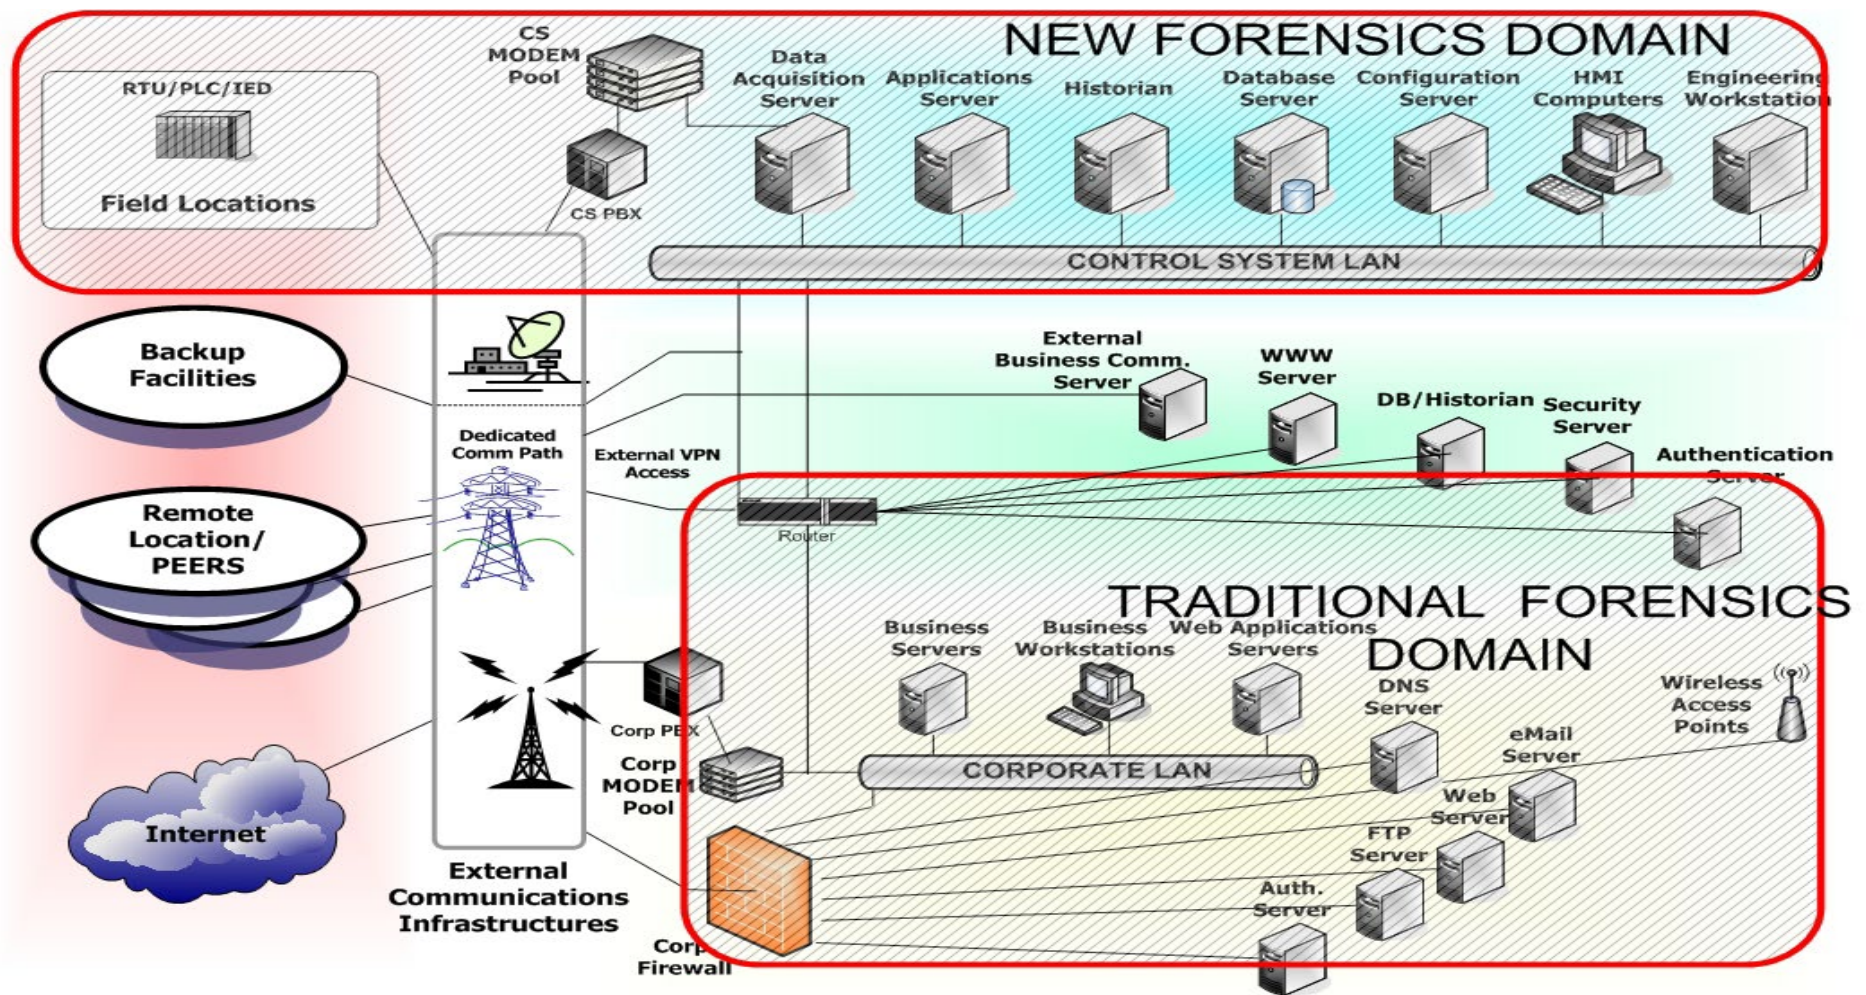 NEW FORENSICS DOMAIN
CS
MODEM
Pool
Data
Acquisition
Server
Applications
Server
Historian
Database
Server
Configuration
Server
HMI
Computers
Engineering
Workstation
RTU/PLC/IED
Field Locations
CS PBX
CONTROL SYSTEM LAN
Backup
Facilities
External
Business Comm.
Server
WWW
Server
DB/Historian
Security
Server
Authentication
Server
Dedicated
Comm Path
External VPN
Access
Remote
Location/
PEERS
Router
TRADITIONAL FORENSICS
DOMAIN
Business
Servers
Business
Workstations
Web Applications
Servers
DNS
Server
Wireless
Access
Points
eMail
Server
Corp PBX
Corp
MODEM
Pool
CORPORATE LAN
Web
Server
FTP
Server
Internet
Auth.
Server
External
Communications
Infrastructures
Corp
Firewall